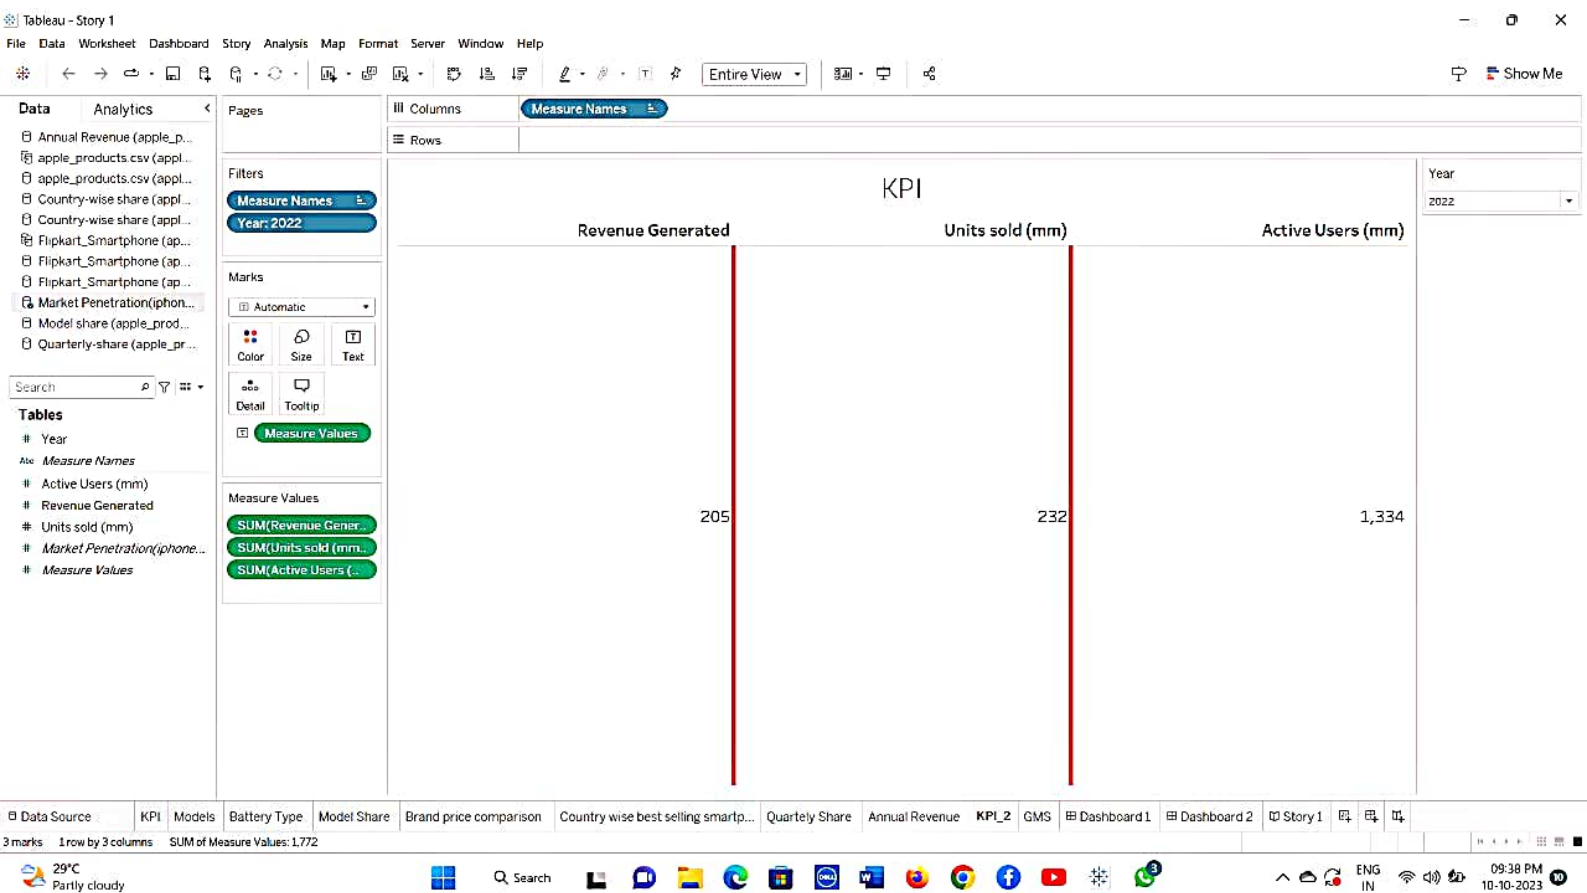 Tableau - Story 1
File Data Worksheet Dashboard Story Analysis Map Format Server Window Help
Entire View
Show Me
Data Analytics
Pages
Columns
Measure Names
Rows
Annual Revenue (apple_p...
apple_products.csv (appl...
apple_products.csv (appl...
Country-wise share (appl...
Country-wise share (appl...
Flipkart_Smartphone (ap...
Flipkart_Smartphone (ap...
Flipkart_Smartphone (ap...
Market Penetration(iphon...
Model share (apple_prod...
Quarterly-share (apple_pr...
Search
Tables
# Year
Abc Measure Names
# Active Users (mm)
# Revenue Generated
# Units sold (mm)
# Market Penetration(iphone...
# Measure Values
Filters
Measure Names
Year: 2022
Marks
Automatic
Color Size Text
Detail Tooltip
Measure Values
Measure Values
SUM(Revenue Gener..
SUM(Units sold (mm..
SUM(Active Users (..
KPI
Revenue Generated Units sold (mm) Active Users (mm)
205 232 1,334
Year
2022
Data Source KPI Models Battery Type Model Share Brand price comparison Country wise best selling smartp... Quartely Share Annual Revenue KPI_2 GMS Dashboard 1 Dashboard 2 Story 1
3 marks 1 row by 3 columns SUM of Measure Values: 1,772
29°C
Partly cloudy
Search
DELL
W
3
ENG
IN
09:38 PM
10-10-2023
10